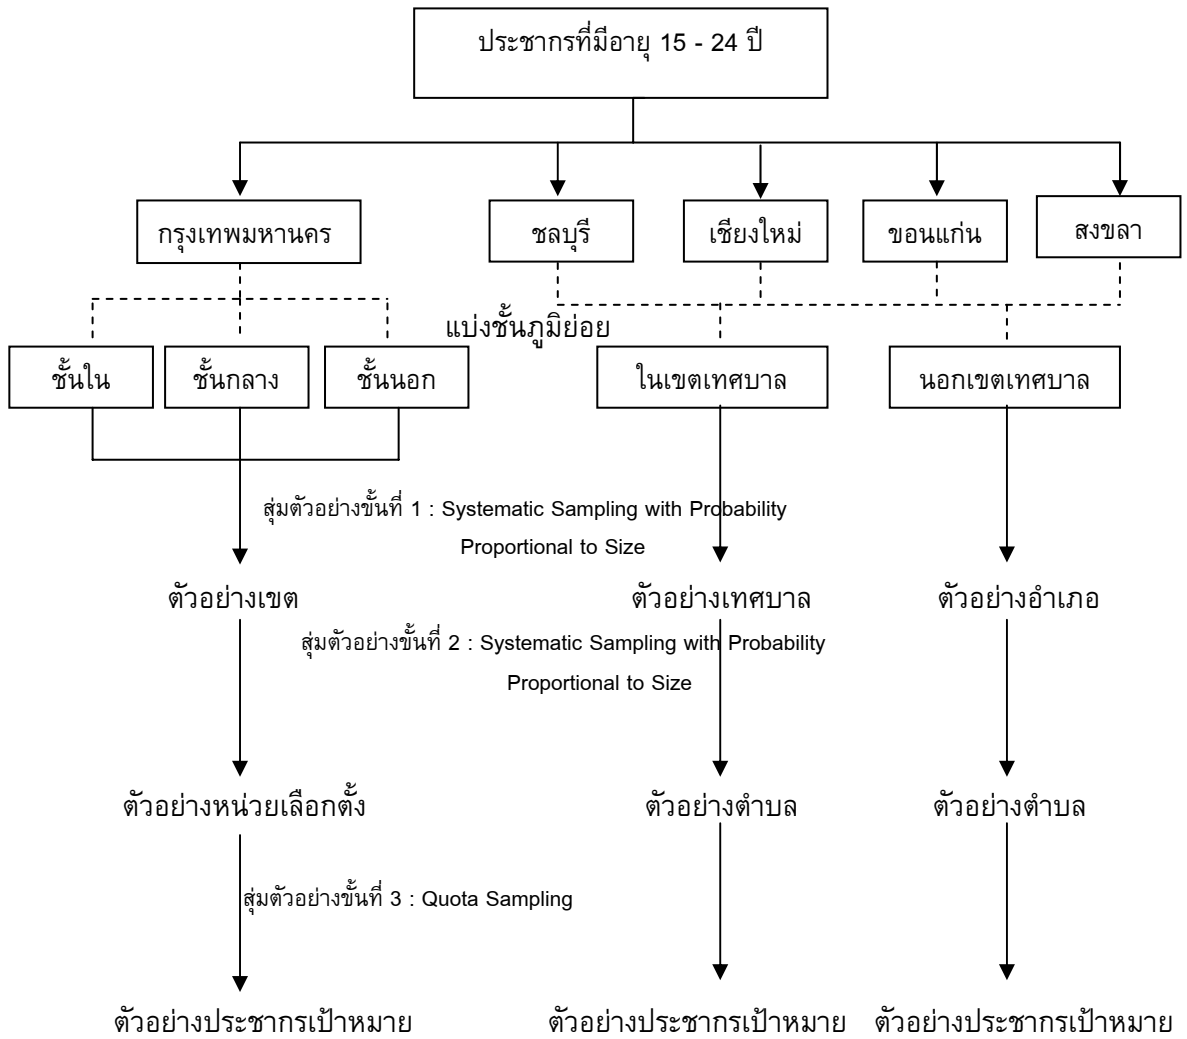 ประชากรที่มีอายุ 15 - 24 ปี
กรุงเทพมหานคร ชลบุรี เชียงใหม่ ขอนแก่น สงขลา
แบ่งชั้นภูมิย่อย
ชั้นใน ชั้นกลาง ชั้นนอก ในเขตเทศบาล นอกเขตเทศบาล
สุ่มตัวอย่างขั้นที่ 1 : Systematic Sampling with Probability
Proportional to Size
ตัวอย่างเขต ตัวอย่างเทศบาล ตัวอย่างอำเภอ
สุ่มตัวอย่างขั้นที่ 2 : Systematic Sampling with Probability
Proportional to Size
ตัวอย่างหน่วยเลือกตั้ง ตัวอย่างตำบล ตัวอย่างตำบล
สุ่มตัวอย่างขั้นที่ 3 : Quota Sampling
ตัวอย่างประชากรเป้าหมาย ตัวอย่างประชากรเป้าหมาย ตัวอย่างประชากรเป้าหมาย